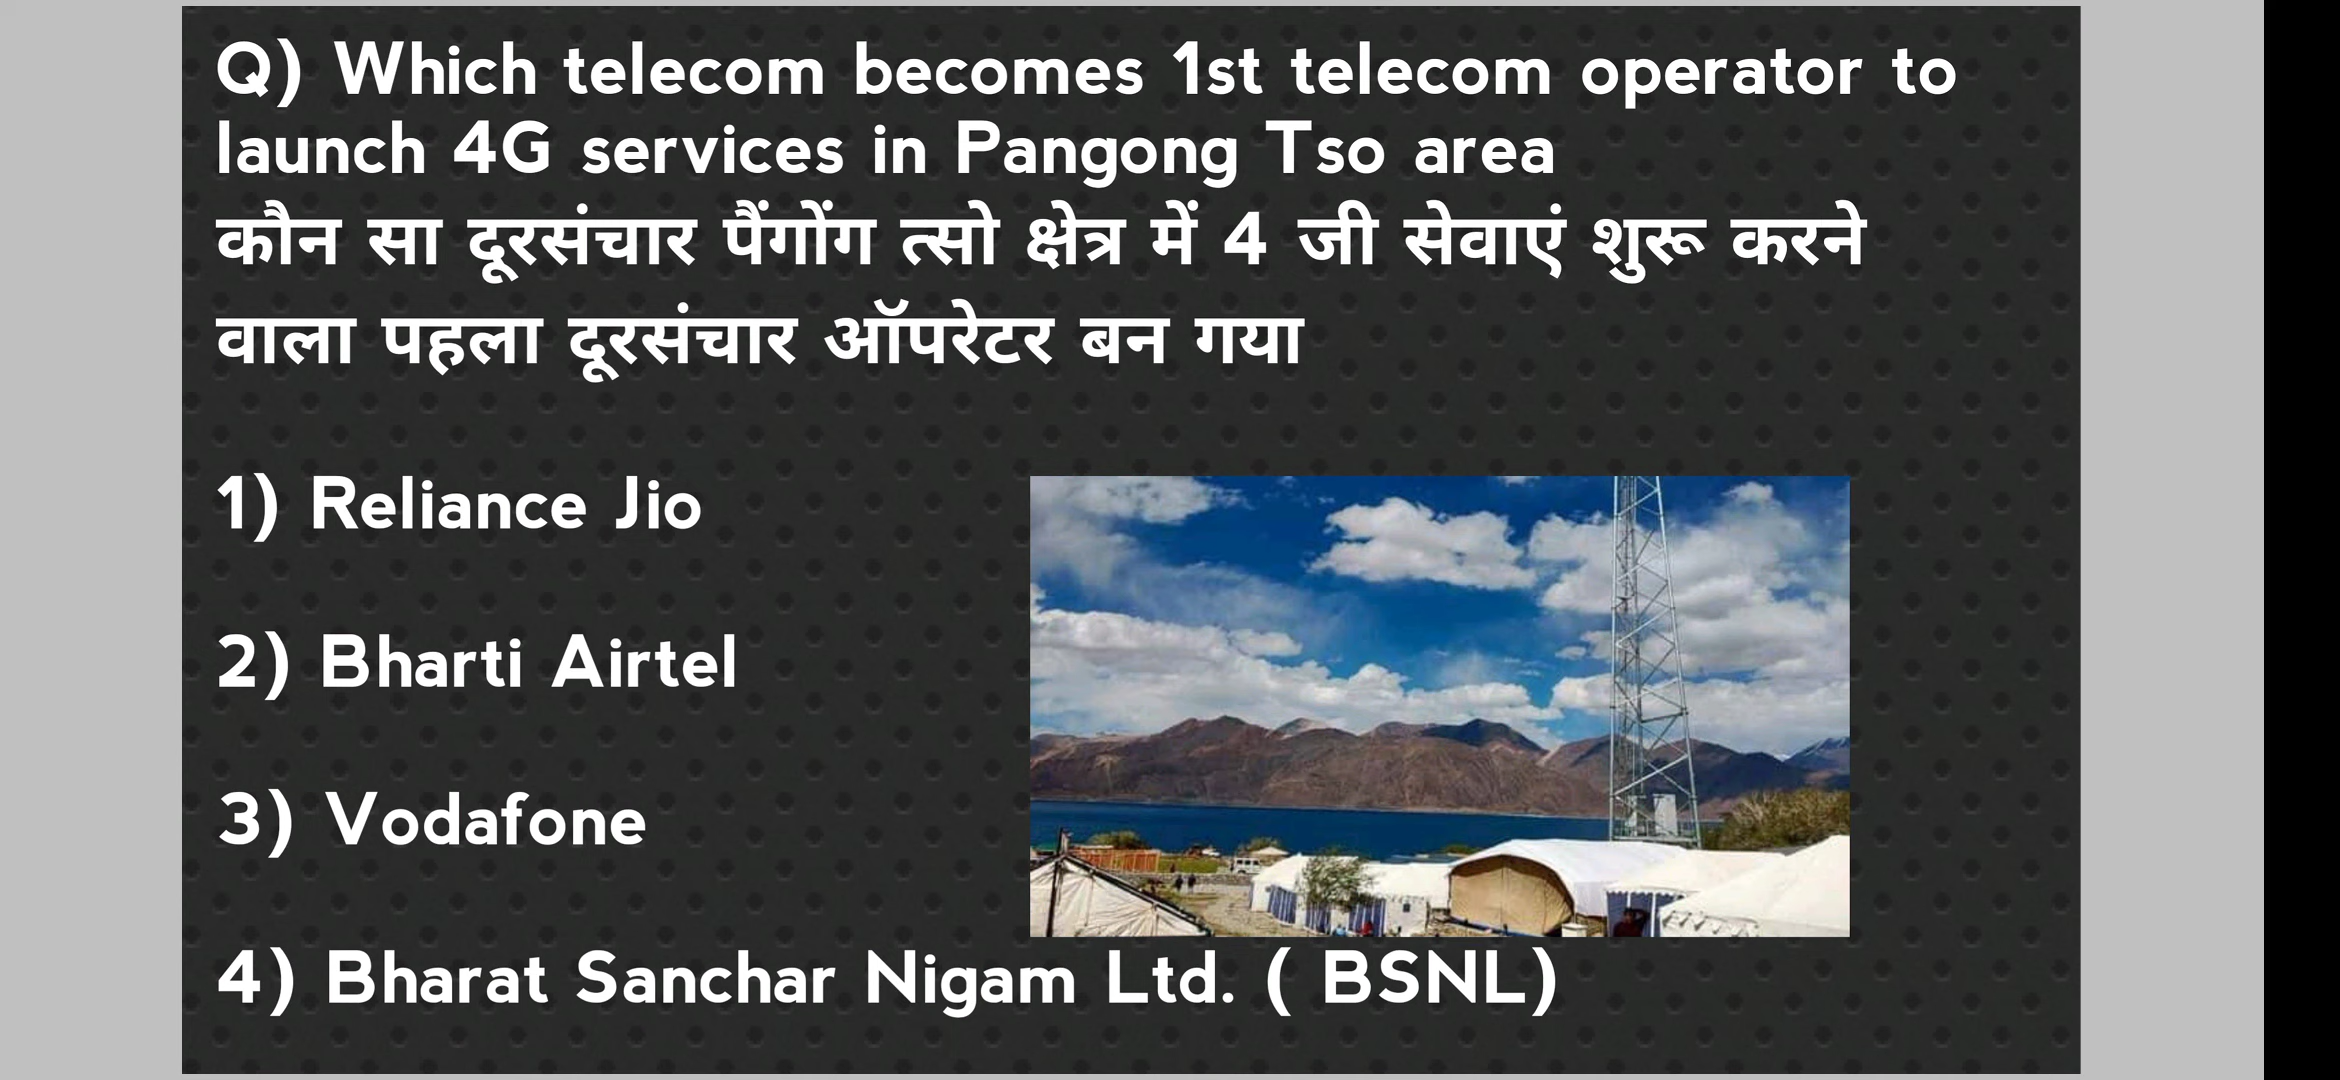 Q) Which telecom becomes 1st telecom operator to
launch 4G services in Pangong Tso area
कौन सा दूरसंचार पैंगोंग त्सो क्षेत्र में 4 जी सेवाएं शुरू करने
वाला पहला दूरसंचार ऑपरेटर बन गया
1) Reliance Jio
2) Bharti Airtel
3) Vodafone
4) Bharat Sanchar Nigam Ltd. ( BSNL)